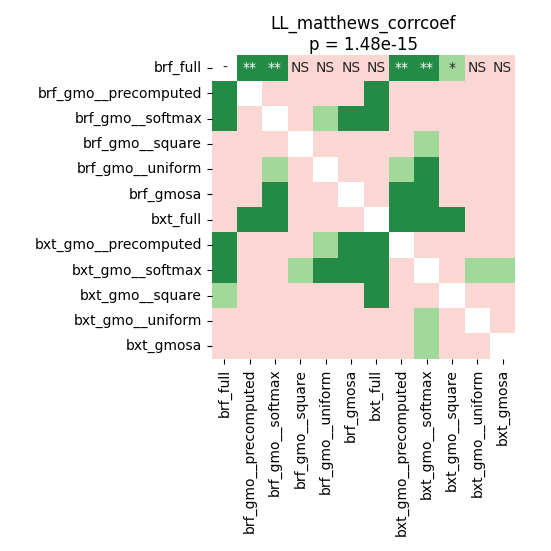 LL_matthews_corrcoef
p = 1.48e-15
brf_full - ** ** NS NS NS NS ** ** * NS NS
brf_gmo__precomputed
brf_gmo__softmax
brf_gmo__square
brf_gmo__uniform
brf_gmosa
bxt_full
bxt_gmo__precomputed
bxt_gmo__softmax
bxt_gmo__square
bxt_gmo__uniform
bxt_gmosa
brf_full
brf_gmo__precomputed
brf_gmo__softmax
brf_gmo__square
brf_gmo__uniform
brf_gmosa
bxt_full
bxt_gmo__precomputed
bxt_gmo__softmax
bxt_gmo__square
bxt_gmo__uniform
bxt_gmosa